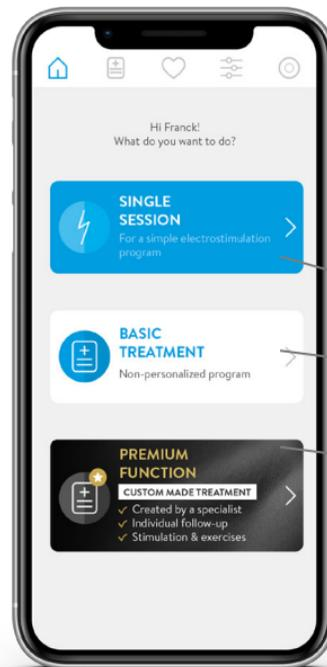 Hi Franck!
What do you want to do?
SINGLE
SESSION
For a simple electrostimulation
program
BASIC
TREATMENT
Non-personalized program
PREMIUM
FUNCTION
CUSTOM MADE TREATMENT
Created by a specialist
Individual follow-up
Stimulation & exercises